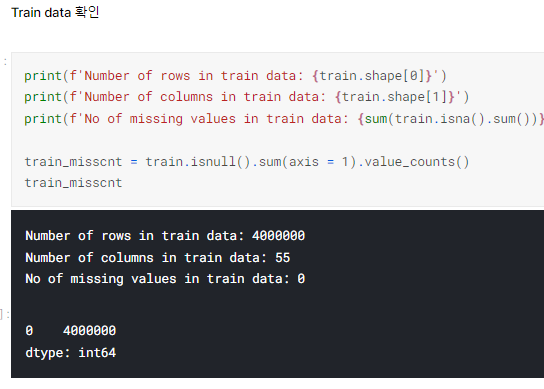 Train data 확인
:
print(f'Number of rows in train data: {train.shape[0]}')
print(f'Number of columns in train data: {train.shape[1]}')
print(f'No of missing values in train data: {sum(train.isna().sum())}
train_misscnt = train.isnull().sum(axis = 1).value_counts()
train_misscnt
Number of rows in train data: 4000000
Number of columns in train data: 55
No of missing values in train data: 0
]:
0    4000000
dtype: int64